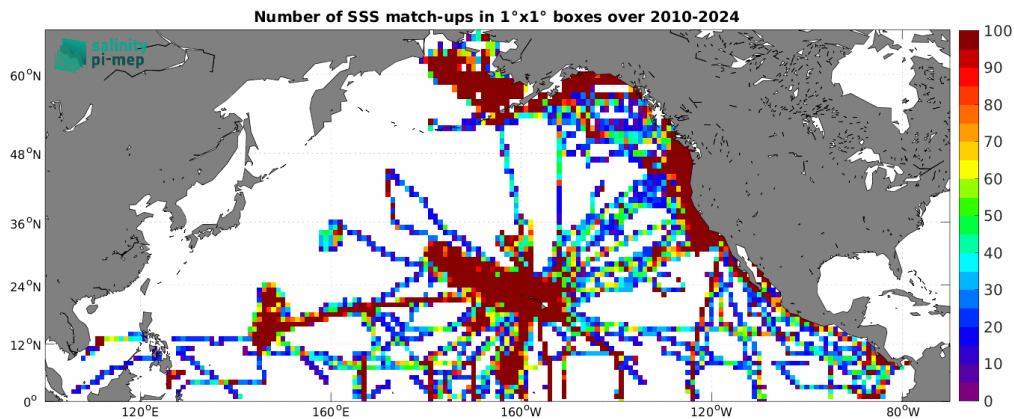 Number of SSS match-ups in 1°x1° boxes over 2010-2024
salinity
pi-mep
60°N
48°N
36°N
24°N
12°N
0°
120°E
160°E
160°W
120°W
80°W
100
90
80
70
60
50
40
30
20
10
0